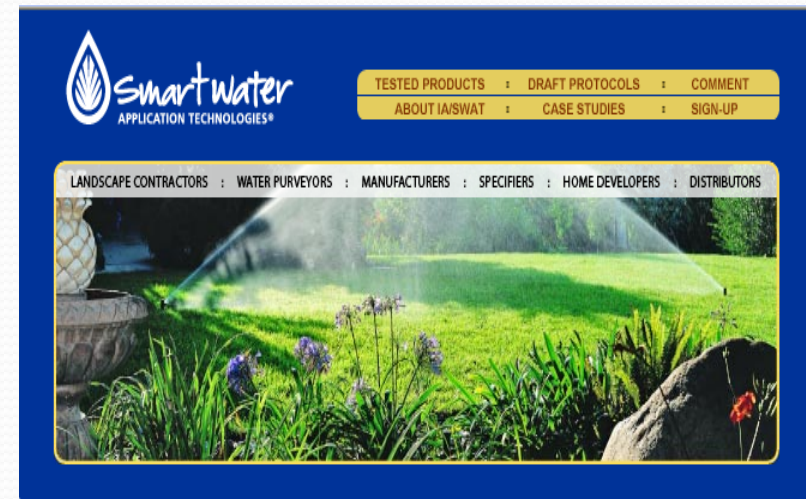 Smart Water
APPLICATION TECHNOLOGIES®
TESTED PRODUCTS : DRAFT PROTOCOLS : COMMENT
ABOUT IA/SWAT : CASE STUDIES : SIGN-UP
LANDSCAPE CONTRACTORS : WATER PURVEYORS : MANUFACTURERS : SPECIFIERS : HOME DEVELOPERS : DISTRIBUTORS